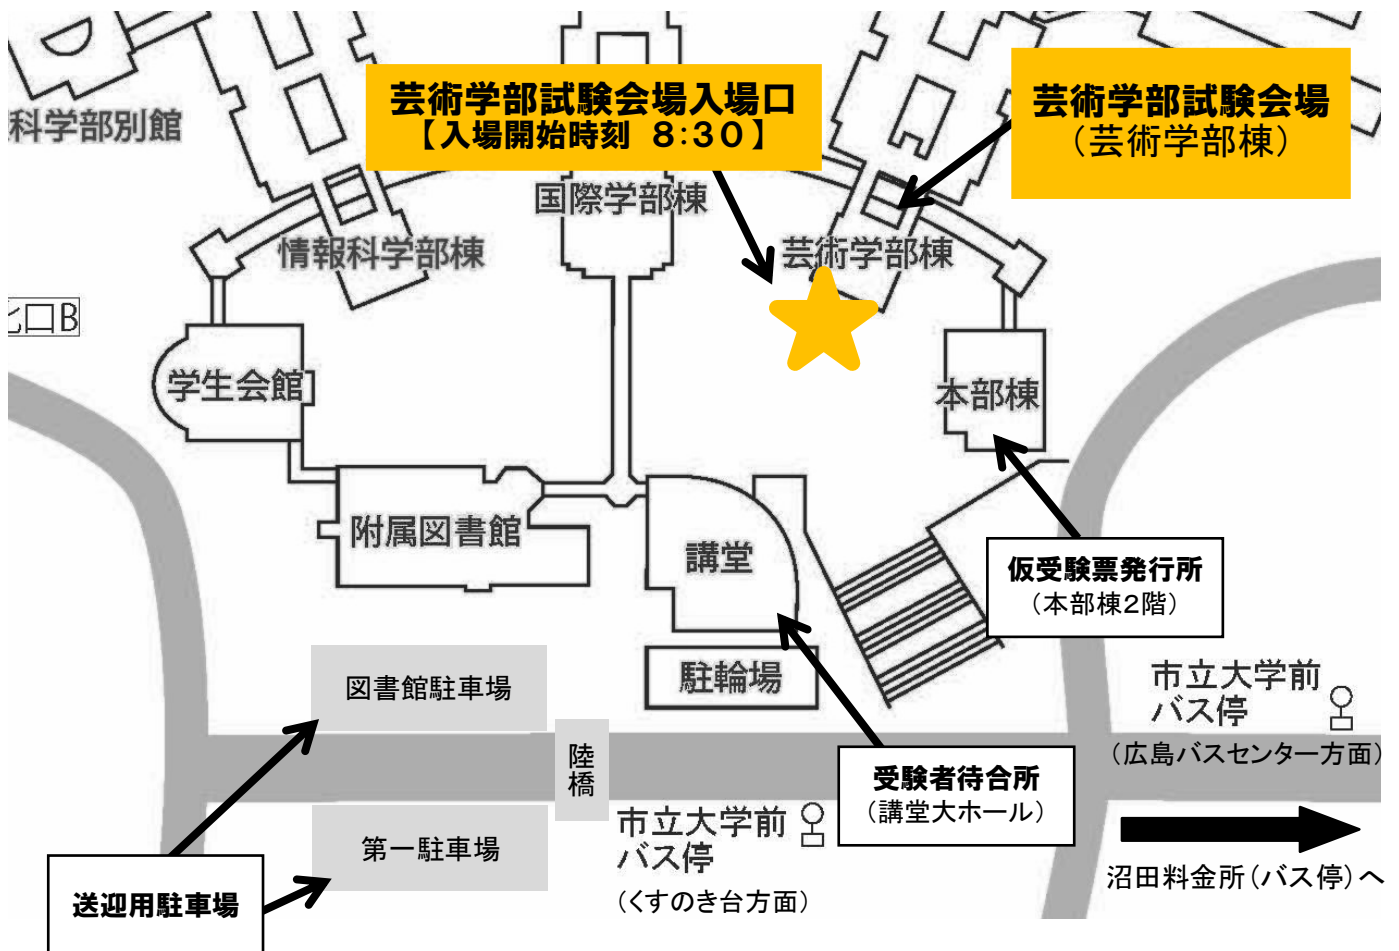 芸術学部試験会場入場口
【入場開始時刻 8:30】
芸術学部試験会場
(芸術学部棟)
科学部別館
国際学部棟
情報科学部棟
芸術学部棟
北口B
学生会館
本部棟
附属図書館
講堂
仮受験票発行所
(本部棟2階)
駐輪場
図書館駐車場
市立大学前
バス停
(広島バスセンター方面)
陸橋
受験者待合所
(講堂大ホール)
市立大学前
バス停
(くすのき台方面)
第一駐車場
送迎用駐車場
沼田料金所(バス停)へ